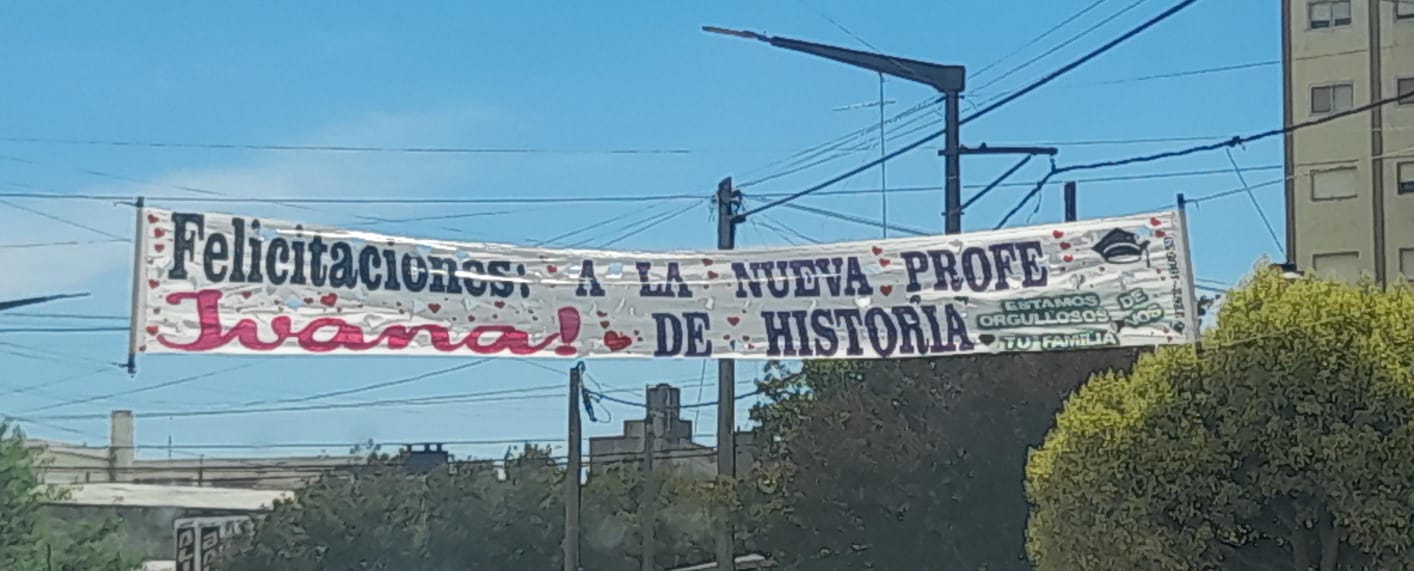 Felicitaciones: A LA NUEVA PROFE
Ivana! DE HISTORIA
ESTAMOS
ORGULLOSOS DE VOS
TU FAMILIA